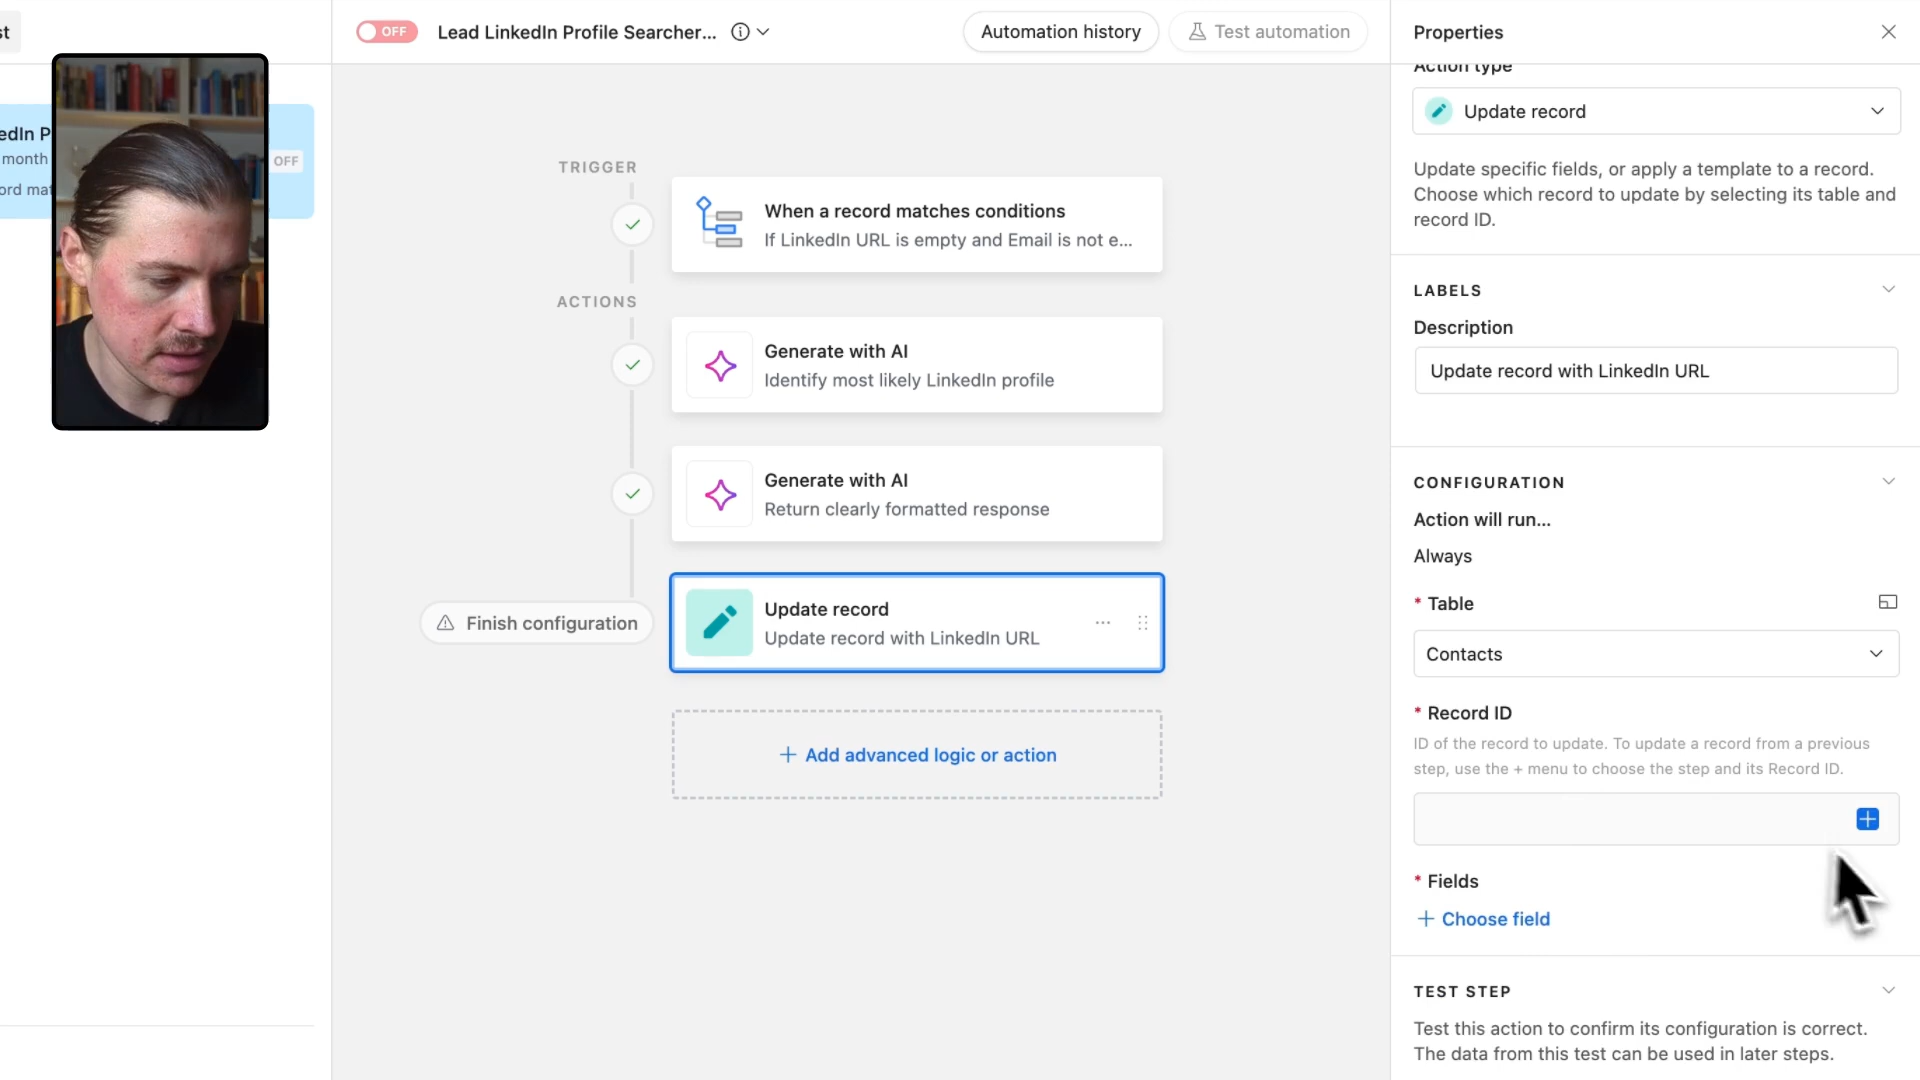 st
OFF
Lead LinkedIn Profile Searcher...
Automation history
Test automation
Properties
edIn P
month
OFF
ord mat
TRIGGER
When a record matches conditions
If LinkedIn URL is empty and Email is not e...
ACTIONS
Generate with AI
Identify most likely LinkedIn profile
Generate with AI
Return clearly formatted response
Finish configuration
Update record
Update record with LinkedIn URL
+ Add advanced logic or action
Action type
Update record
Update specific fields, or apply a template to a record.
Choose which record to update by selecting its table and
record ID.
LABELS
Description
Update record with LinkedIn URL
CONFIGURATION
Action will run...
Always
* Table
Contacts
* Record ID
ID of the record to update. To update a record from a previous
step, use the + menu to choose the step and its Record ID.
* Fields
+ Choose field
TEST STEP
Test this action to confirm its configuration is correct.
The data from this test can be used in later steps.